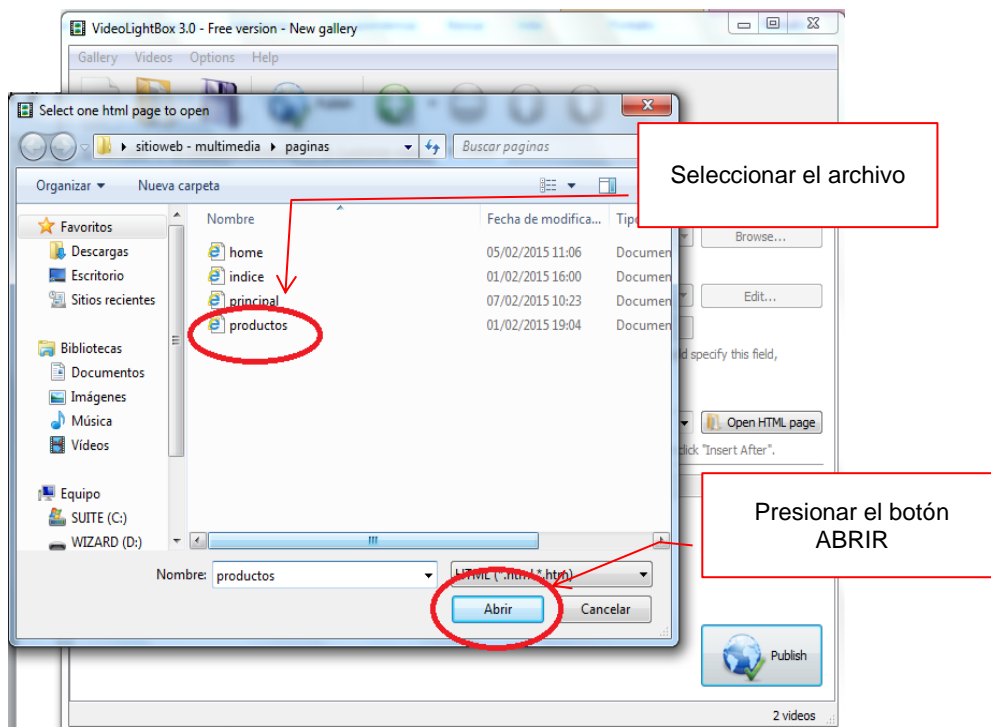 VideoLightBox 3.0 - Free version - New gallery
Gallery Videos Options Help
Select one html page to open
sitioweb - multimedia paginas
Buscar paginas
Organizar Nueva carpeta
Seleccionar el archivo
Favoritos
Descargas
Escritorio
Sitios recientes
Bibliotecas
Documentos
Imágenes
Música
Vídeos
Equipo
SUITE (C:)
WIZARD (D:)
Nombre Fecha de modifica... Tipo
home 05/02/2015 11:06 Documen
indice 01/02/2015 16:00 Documen
principal 07/02/2015 10:23 Documen
productos 01/02/2015 19:04 Documen
Browse...
Edit...
d specify this field,
Open HTML page
click "Insert After".
Presionar el botón
ABRIR
Nombre: productos HTML (*.html *.htm)
Abrir Cancelar
Publish
2 videos